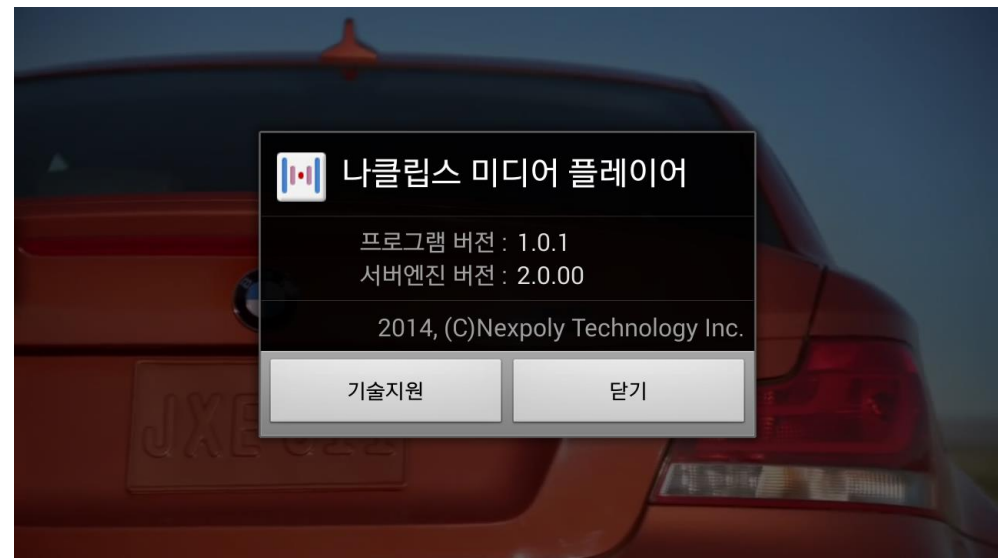 나클립스 미디어 플레이어
프로그램 버전 : 1.0.1
서버엔진 버전 : 2.0.00
2014, (C)Nexpoly Technology Inc.
기술지원
닫기